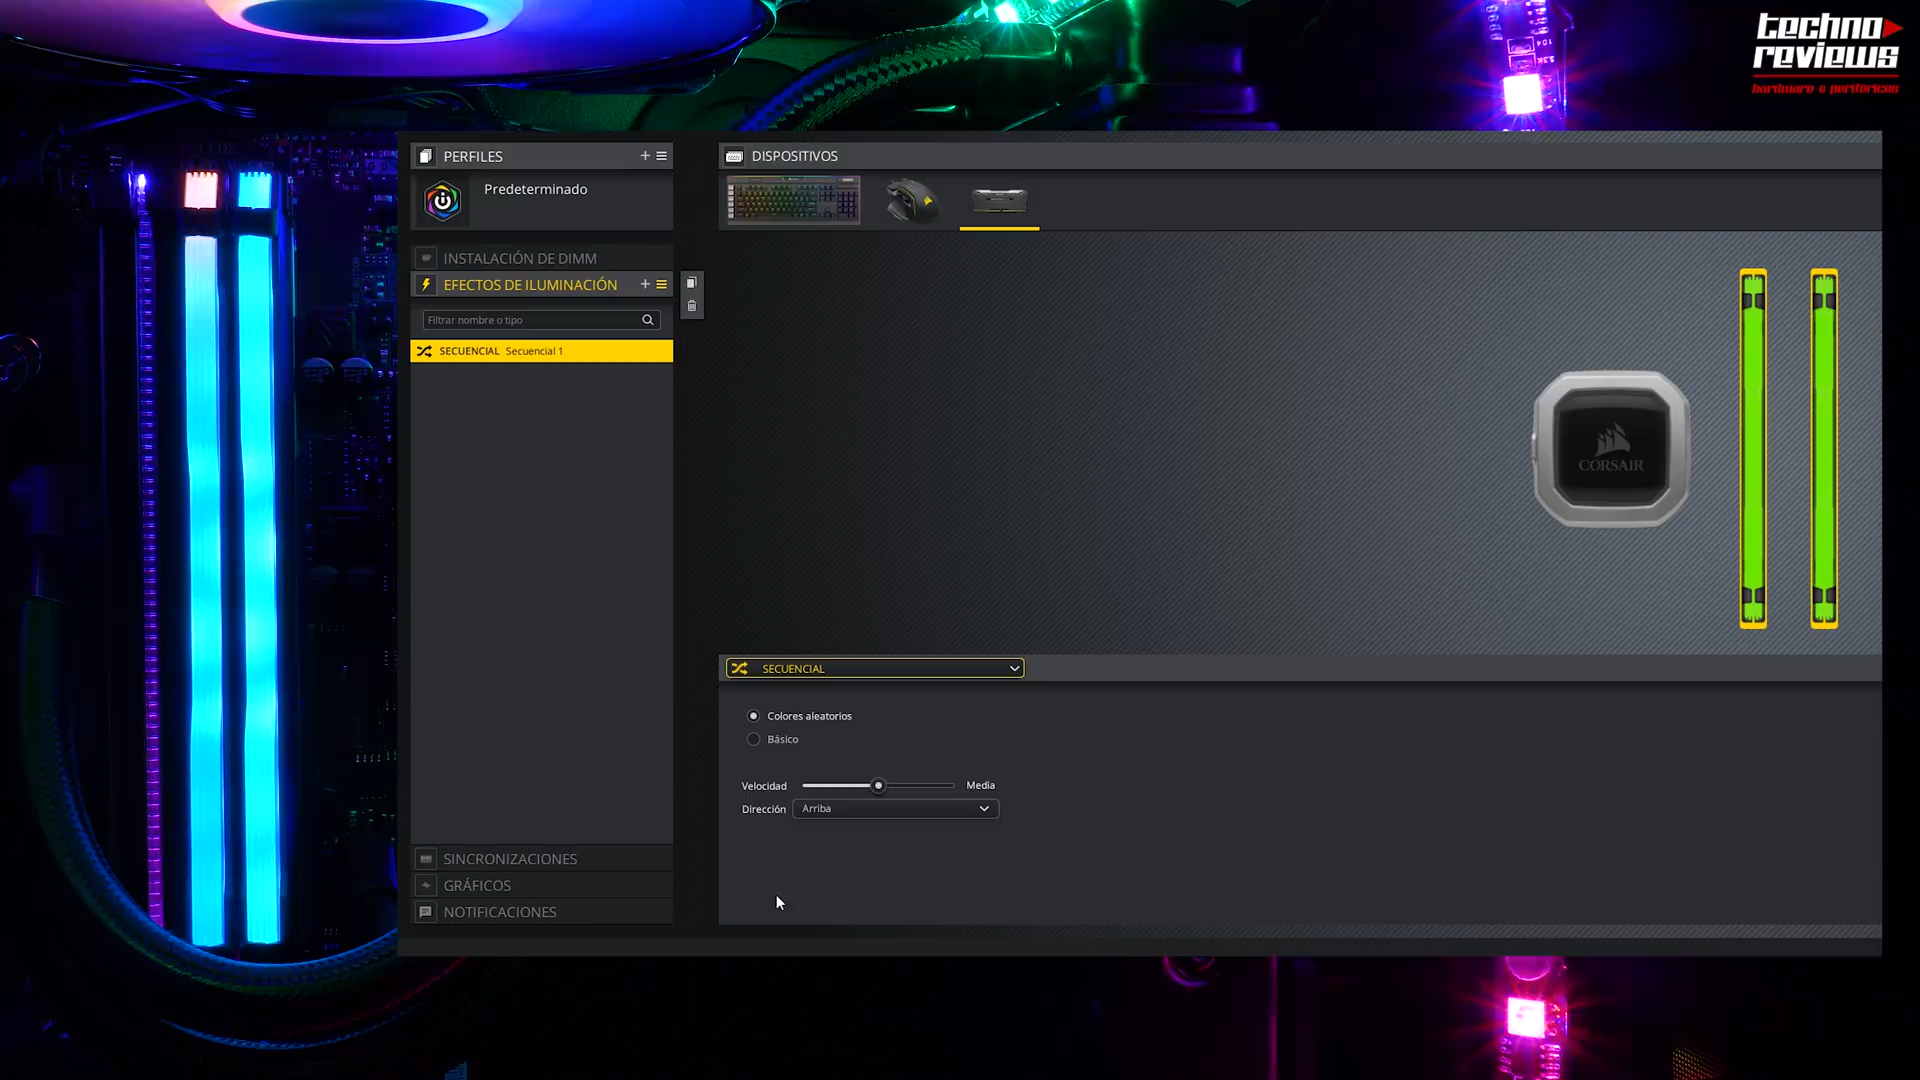 techno
reviews
hardware & periféricos
PERFILES
Predeterminado
INSTALACIÓN DE DIMM
EFECTOS DE ILUMINACIÓN
Filtrar nombre o tipo
SECUENCIAL Secuencial 1
SINCRONIZACIONES
GRÁFICOS
NOTIFICACIONES
DISPOSITIVOS
CORSAIR
SECUENCIAL
Colores aleatorios
Básico
Velocidad Media
Dirección Arriba